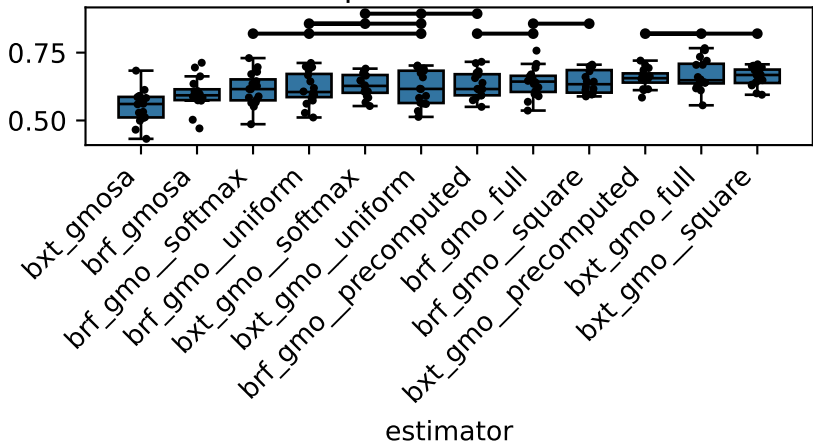 0.75
0.50
bxt_gmosa
brf_gmosa
brf_gmo__softmax
brf_gmo__uniform
bxt_gmo__softmax
bxt_gmo__uniform
brf_gmo__precomputed
brf_gmo_full
brf_gmo__square
bxt_gmo__precomputed
bxt_gmo_full
bxt_gmo__square
estimator